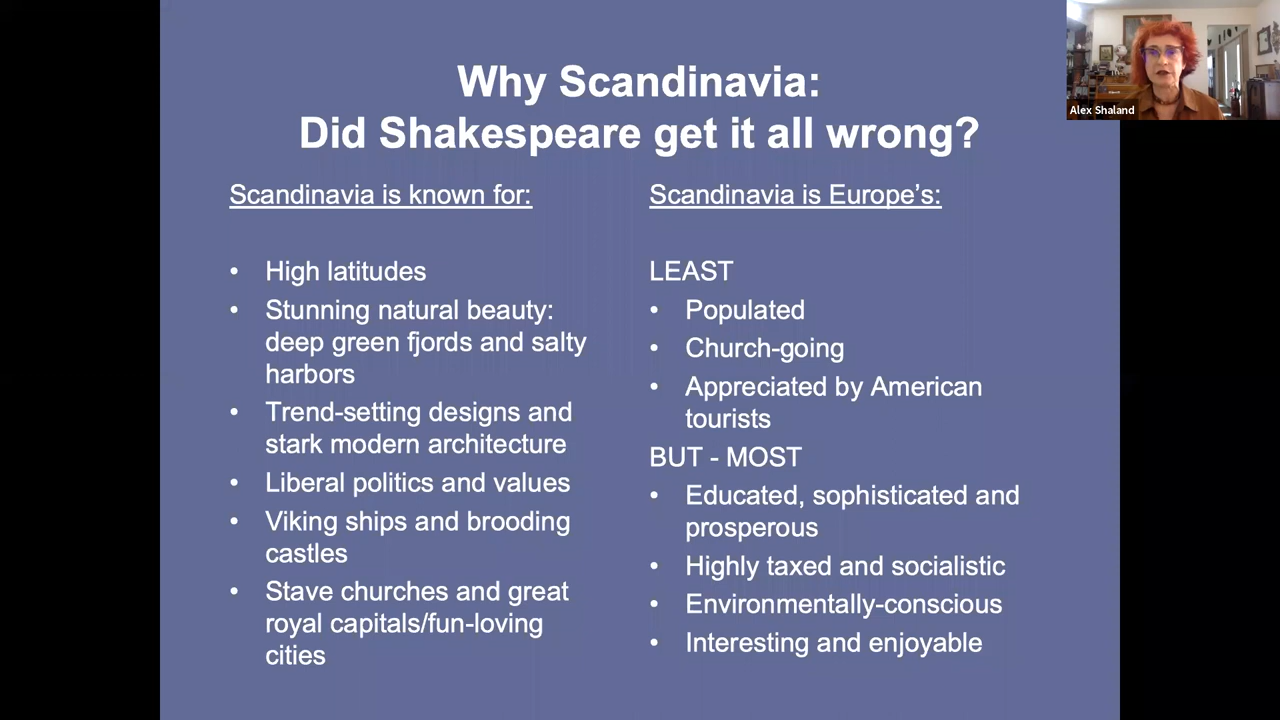 Why Scandinavia:
Did Shakespeare get it all wrong?
Scandinavia is known for:
• High latitudes
• Stunning natural beauty:
deep green fjords and salty
harbors
• Trend-setting designs and
stark modern architecture
• Liberal politics and values
• Viking ships and brooding
castles
• Stave churches and great
royal capitals/fun-loving
cities
Scandinavia is Europe's:
LEAST
• Populated
• Church-going
• Appreciated by American
tourists
BUT - MOST
• Educated, sophisticated and
prosperous
• Highly taxed and socialistic
• Environmentally-conscious
• Interesting and enjoyable
Alex Shaland